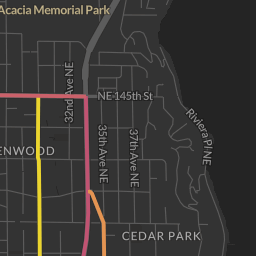 Acacia Memorial Park
NE 145th St
32nd Ave NE
35th Ave NE
37th Ave NE
Riviera Pl NE
ENWOOD
CEDAR PARK